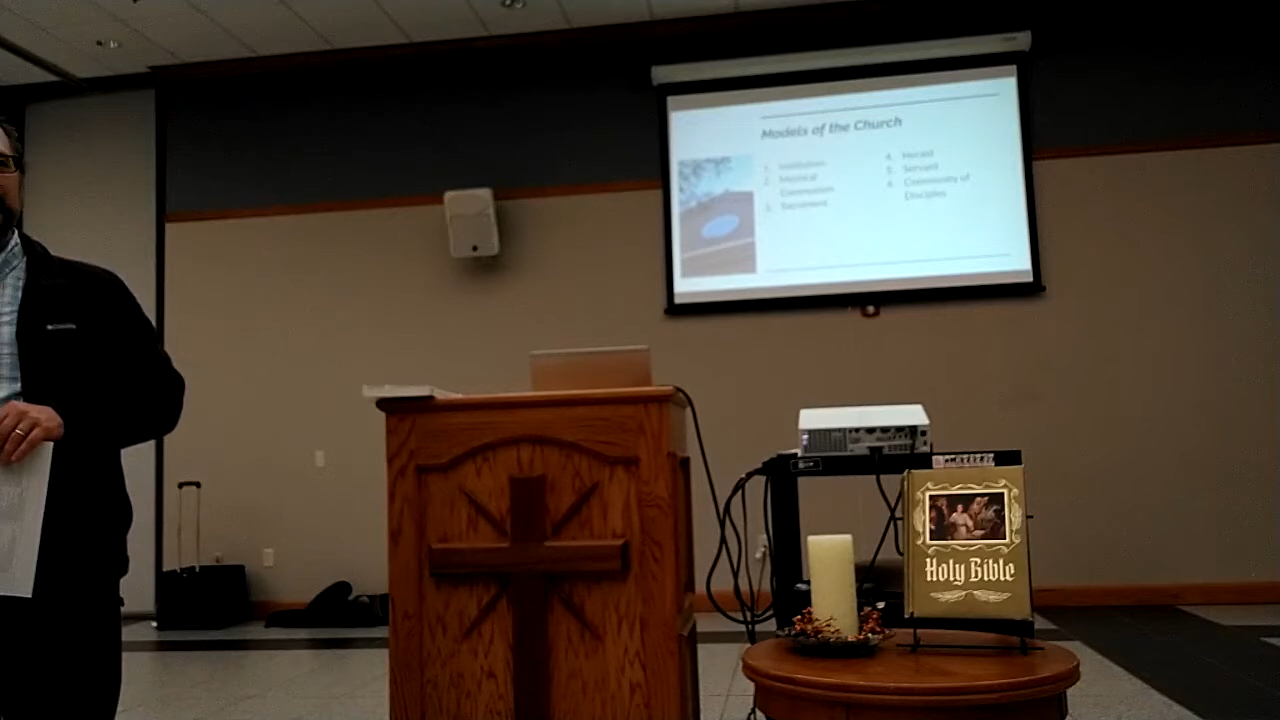 Models of the Church
1. Institution
2. Mystical
Communion
3. Sacrament
4. Herald
5. Servant
6. Community of
Disciples
Holy Bible